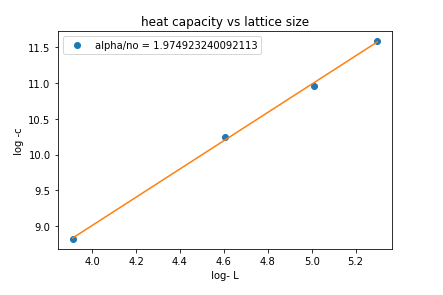 heat capacity vs lattice size
alpha/no = 1.974923240092113
log -c
11.5
11.0
10.5
10.0
9.5
9.0
4.0 4.2 4.4 4.6 4.8 5.0 5.2
log- L